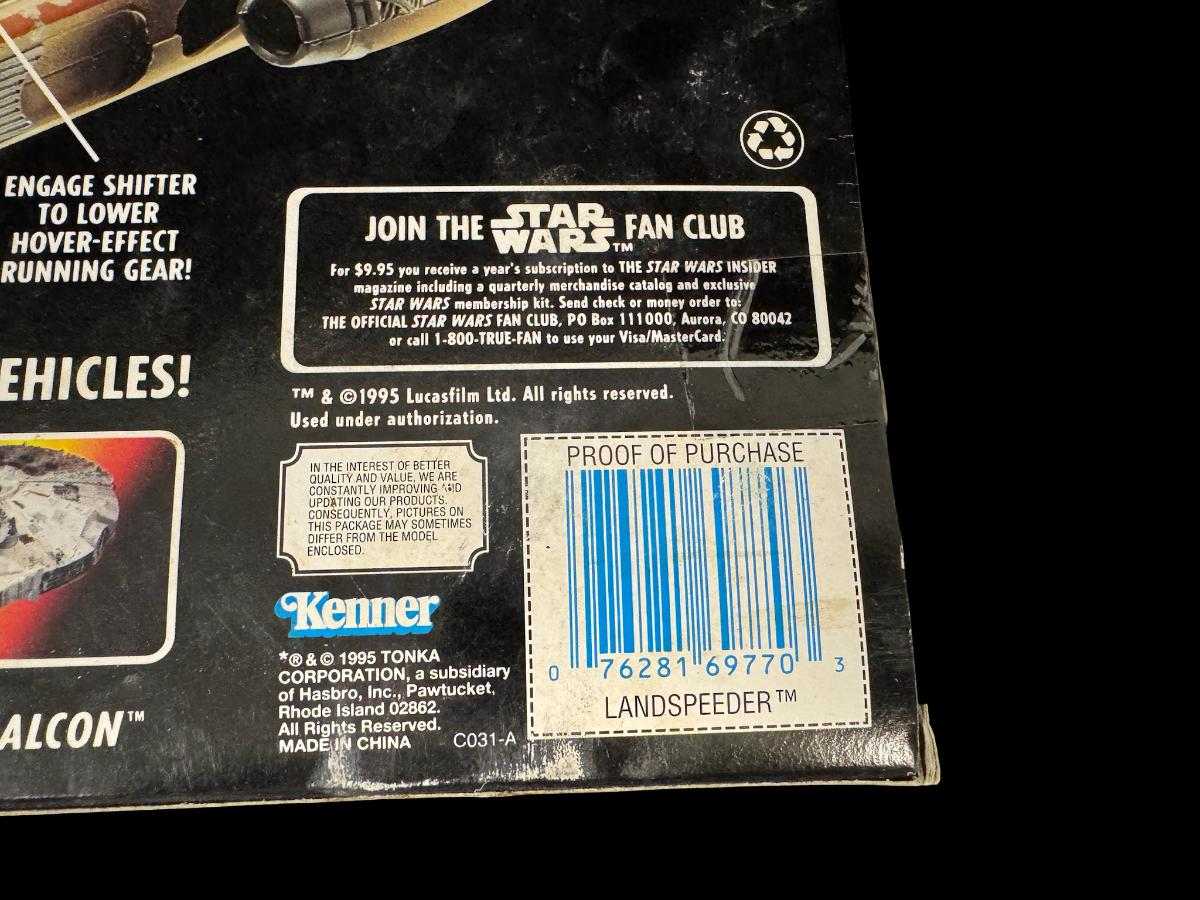 ENGAGE SHIFTER
TO LOWER
HOVER-EFFECT
RUNNING GEAR!
JOIN THE STAR WARS™ FAN CLUB
For $9.95 you receive a year's subscription to THE STAR WARS INSIDER
magazine including a quarterly merchandise catalog and exclusive
STAR WARS membership kit. Send check or money order to:
THE OFFICIAL STAR WARS FAN CLUB, PO Box 111000, Aurora, CO 80042
or call 1-800-TRUE-FAN to use your Visa/MasterCard.
EHICLES!
™ & ©1995 Lucasfilm Ltd. All rights reserved.
Used under authorization.
IN THE INTEREST OF BETTER
QUALITY AND VALUE, WE ARE
CONSTANTLY IMPROVING AND
UPDATING OUR PRODUCTS.
CONSEQUENTLY, PICTURES ON
THIS PACKAGE MAY SOMETIMES
DIFFER FROM THE MODEL
ENCLOSED.
Kenner
*® & © 1995 TONKA
CORPORATION, a subsidiary
of Hasbro, Inc., Pawtucket,
Rhode Island 02862.
All Rights Reserved.
MADE IN CHINA C031-A
PROOF OF PURCHASE
0 76281 69770 3
LANDSPEEDER™
ALCON™